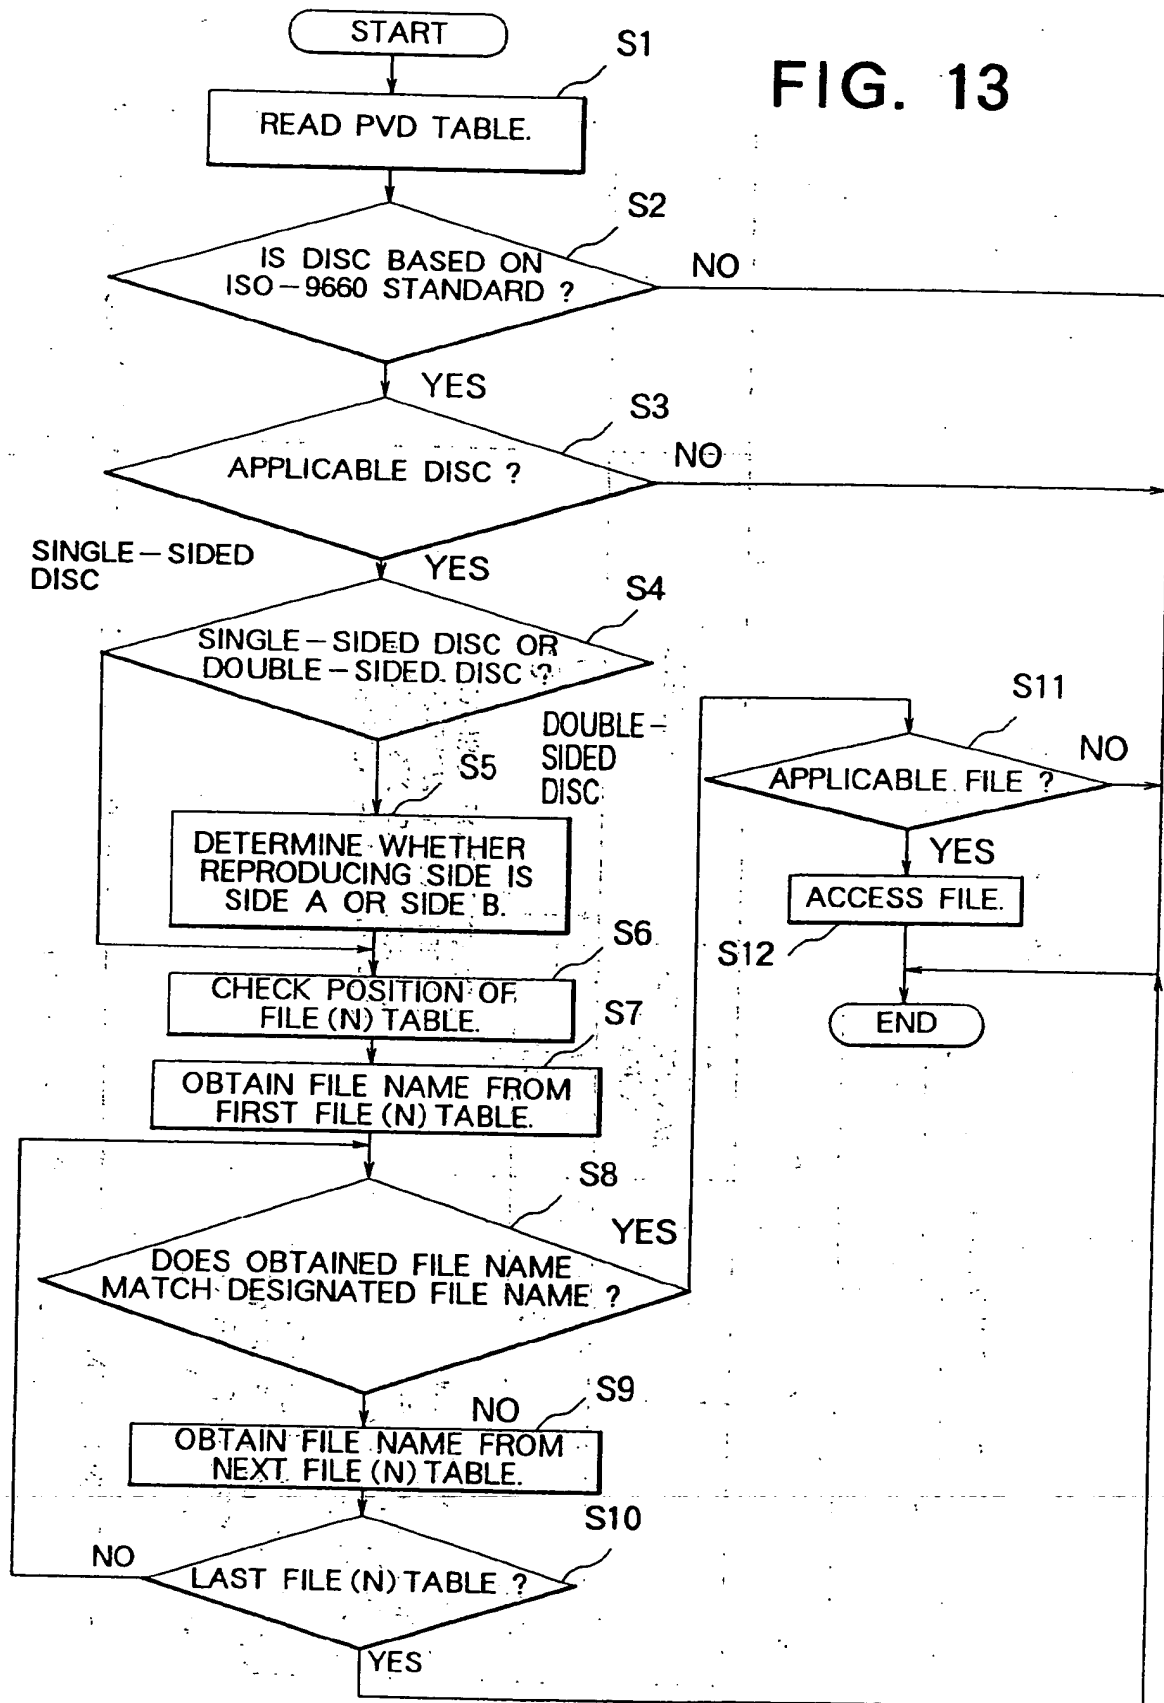 FIG. 13
START
S1
READ PVD TABLE.
S2
IS DISC BASED ON
ISO-9660 STANDARD ?
NO
YES
S3
APPLICABLE DISC ?
NO
YES
SINGLE-SIDED
DISC
S4
SINGLE-SIDED DISC OR
DOUBLE-SIDED DISC ?
DOUBLE-
SIDED
DISC
S5
DETERMINE WHETHER
REPRODUCING SIDE IS
SIDE A OR SIDE B.
S6
CHECK POSITION OF
FILE(N) TABLE.
S7
OBTAIN FILE NAME FROM
FIRST FILE(N) TABLE.
S8
DOES OBTAINED FILE NAME
MATCH DESIGNATED FILE NAME ?
YES
NO
S9
OBTAIN FILE NAME FROM
NEXT FILE(N) TABLE.
S10
LAST FILE(N) TABLE ?
NO
YES
S11
APPLICABLE FILE ?
NO
YES
ACCESS FILE.
S12
END